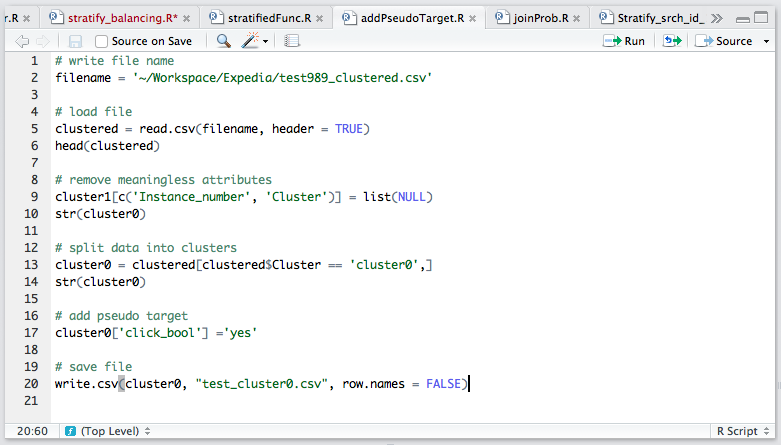 r.R
stratify_balancing.R*
stratifiedFunc.R
addPseudoTarget.R
joinProb.R
Stratify_srch_id_
Source on Save
Run
Source
1 # write file name
2 filename = '~/Workspace/Expedia/test989_clustered.csv'
3
4 # load file
5 clustered = read.csv(filename, header = TRUE)
6 head(clustered)
7
8 # remove meaningless attributes
9 cluster1[c('Instance_number', 'Cluster')] = list(NULL)
10 str(cluster0)
11
12 # split data into clusters
13 cluster0 = clustered[clustered$Cluster == 'cluster0',]
14 str(cluster0)
15
16 # add pseudo target
17 cluster0['click_bool'] ='yes'
18
19 # save file
20 write.csv(cluster0, "test_cluster0.csv", row.names = FALSE)
21
20:60
(Top Level)
R Script